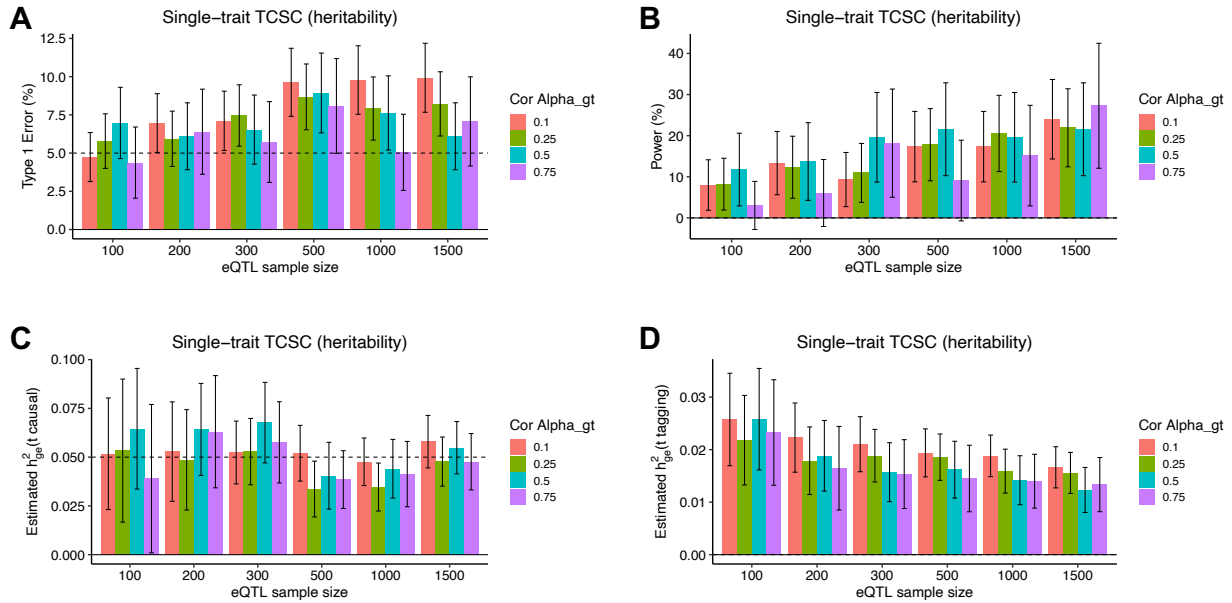 A
Single-trait TCSC (heritability)
Type 1 Error (%)
12.5
10.0
7.5
5.0
2.5
0.0
100 200 300 500 1000 1500
eQTL sample size
Cor Alpha_gt
0.1
0.25
0.5
0.75
B
Single-trait TCSC (heritability)
Power (%)
40
30
20
10
0
100 200 300 500 1000 1500
eQTL sample size
Cor Alpha_gt
0.1
0.25
0.5
0.75
C
Single-trait TCSC (heritability)
Estimated h²ge(t causal)
0.100
0.075
0.050
0.025
0.000
100 200 300 500 1000 1500
eQTL sample size
Cor Alpha_gt
0.1
0.25
0.5
0.75
D
Single-trait TCSC (heritability)
Estimated h²ge(t tagging)
0.03
0.02
0.01
0.00
100 200 300 500 1000 1500
eQTL sample size
Cor Alpha_gt
0.1
0.25
0.5
0.75